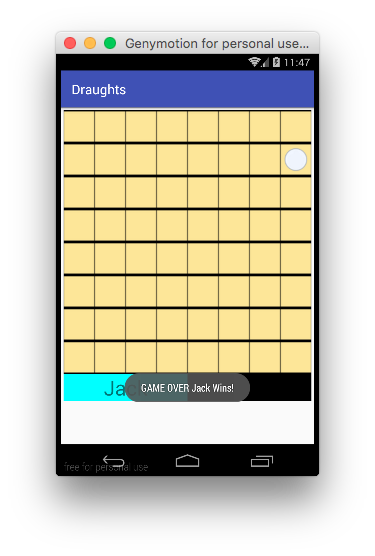 Genymotion for personal use...
11:47
Draughts
GAME OVER Jack Wins!
free for personal use